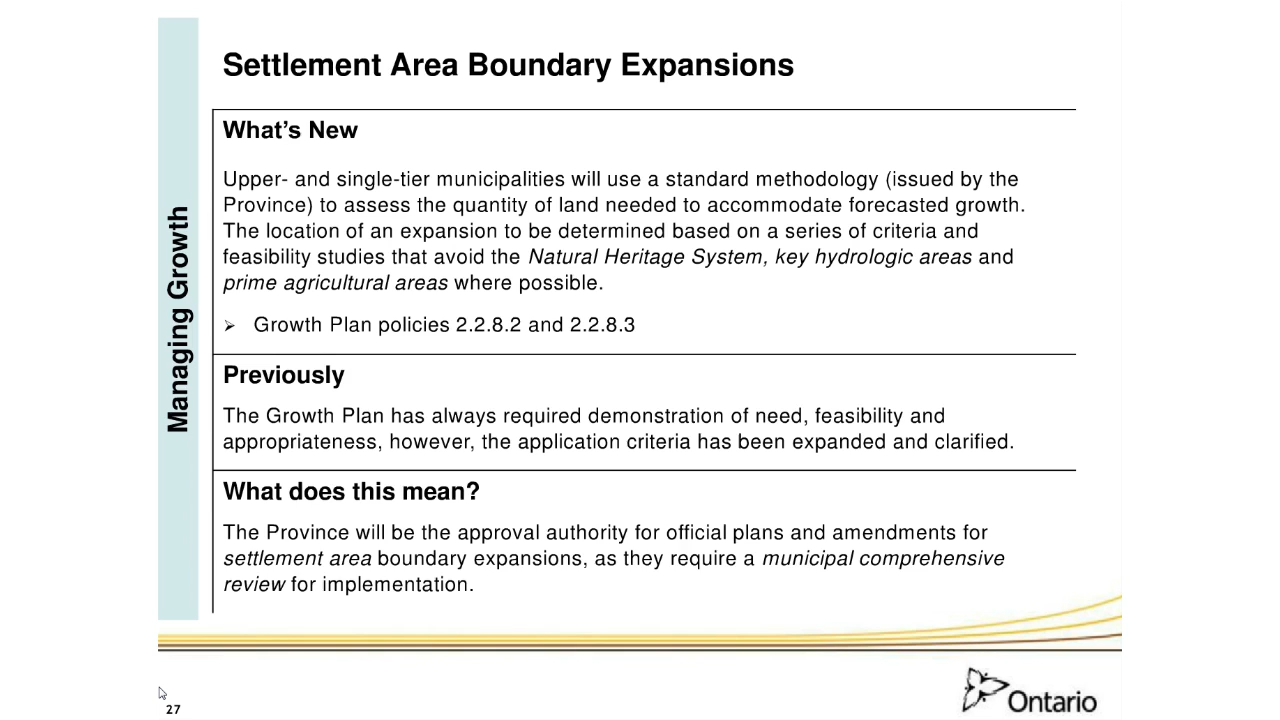 Settlement Area Boundary Expansions
Managing Growth
What's New
Upper- and single-tier municipalities will use a standard methodology (issued by the
Province) to assess the quantity of land needed to accommodate forecasted growth.
The location of an expansion to be determined based on a series of criteria and
feasibility studies that avoid the Natural Heritage System, key hydrologic areas and
prime agricultural areas where possible.
➢ Growth Plan policies 2.2.8.2 and 2.2.8.3
Previously
The Growth Plan has always required demonstration of need, feasibility and
appropriateness, however, the application criteria has been expanded and clarified.
What does this mean?
The Province will be the approval authority for official plans and amendments for
settlement area boundary expansions, as they require a municipal comprehensive
review for implementation.
27
Ontario